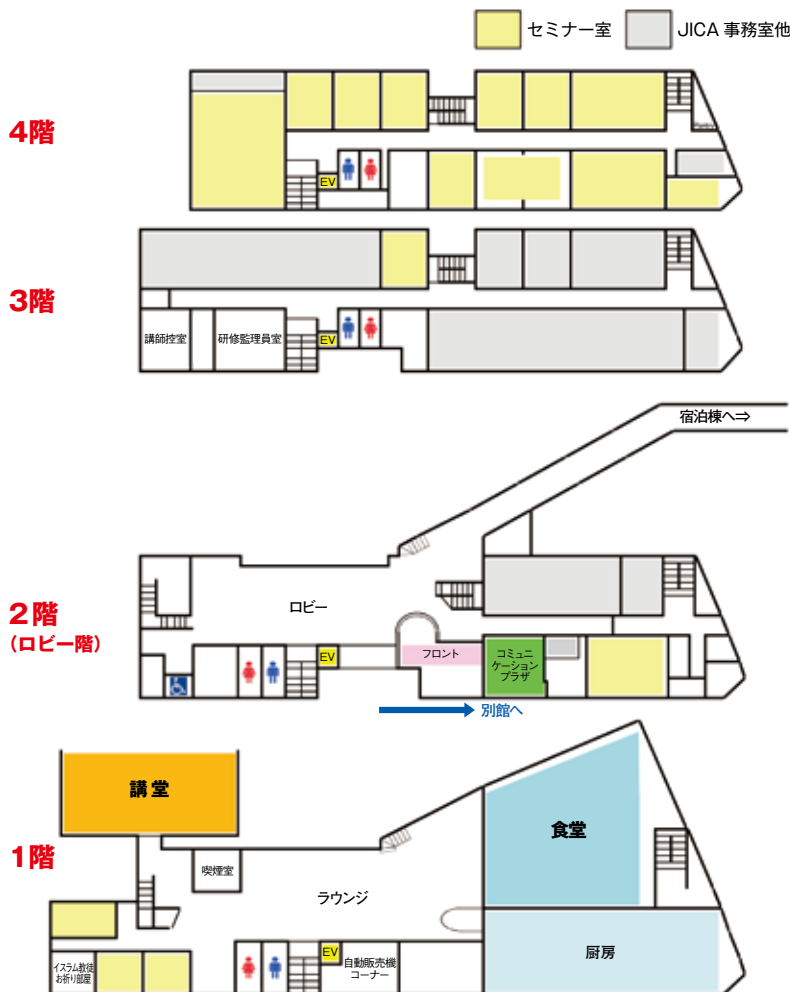 セミナー室
JICA 事務室他
4階
EV
3階
講師控室
研修監理員室
EV
宿泊棟へ⇒
2階
(ロビー階)
ロビー
EV
フロント
コミュニ
ケーション
プラザ
別館へ
講堂
1階
食堂
喫煙室
ラウンジ
イスラム教徒
お祈り部屋
EV
自動販売機
コーナー
厨房